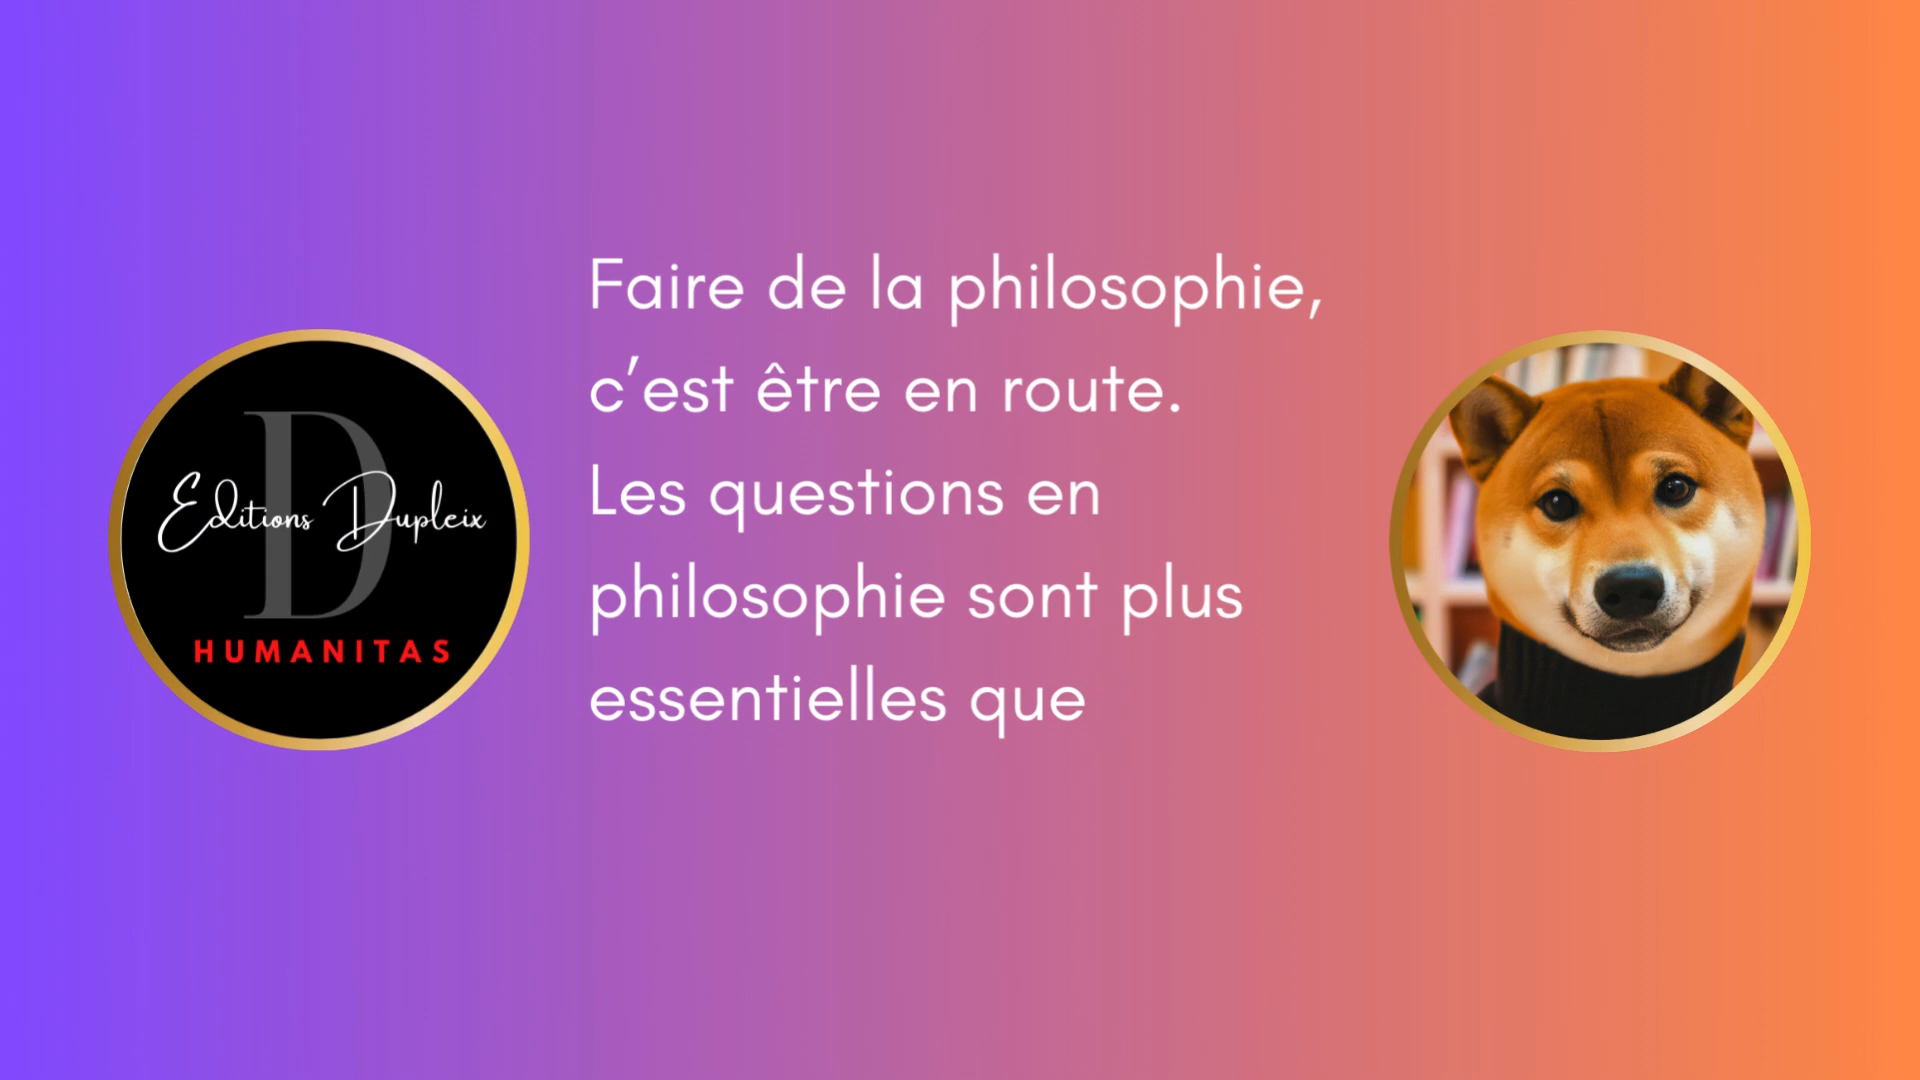 Editions Dupleix
D
HUMANITAS
Faire de la philosophie,
c’est être en route.
Les questions en
philosophie sont plus
essentielles que